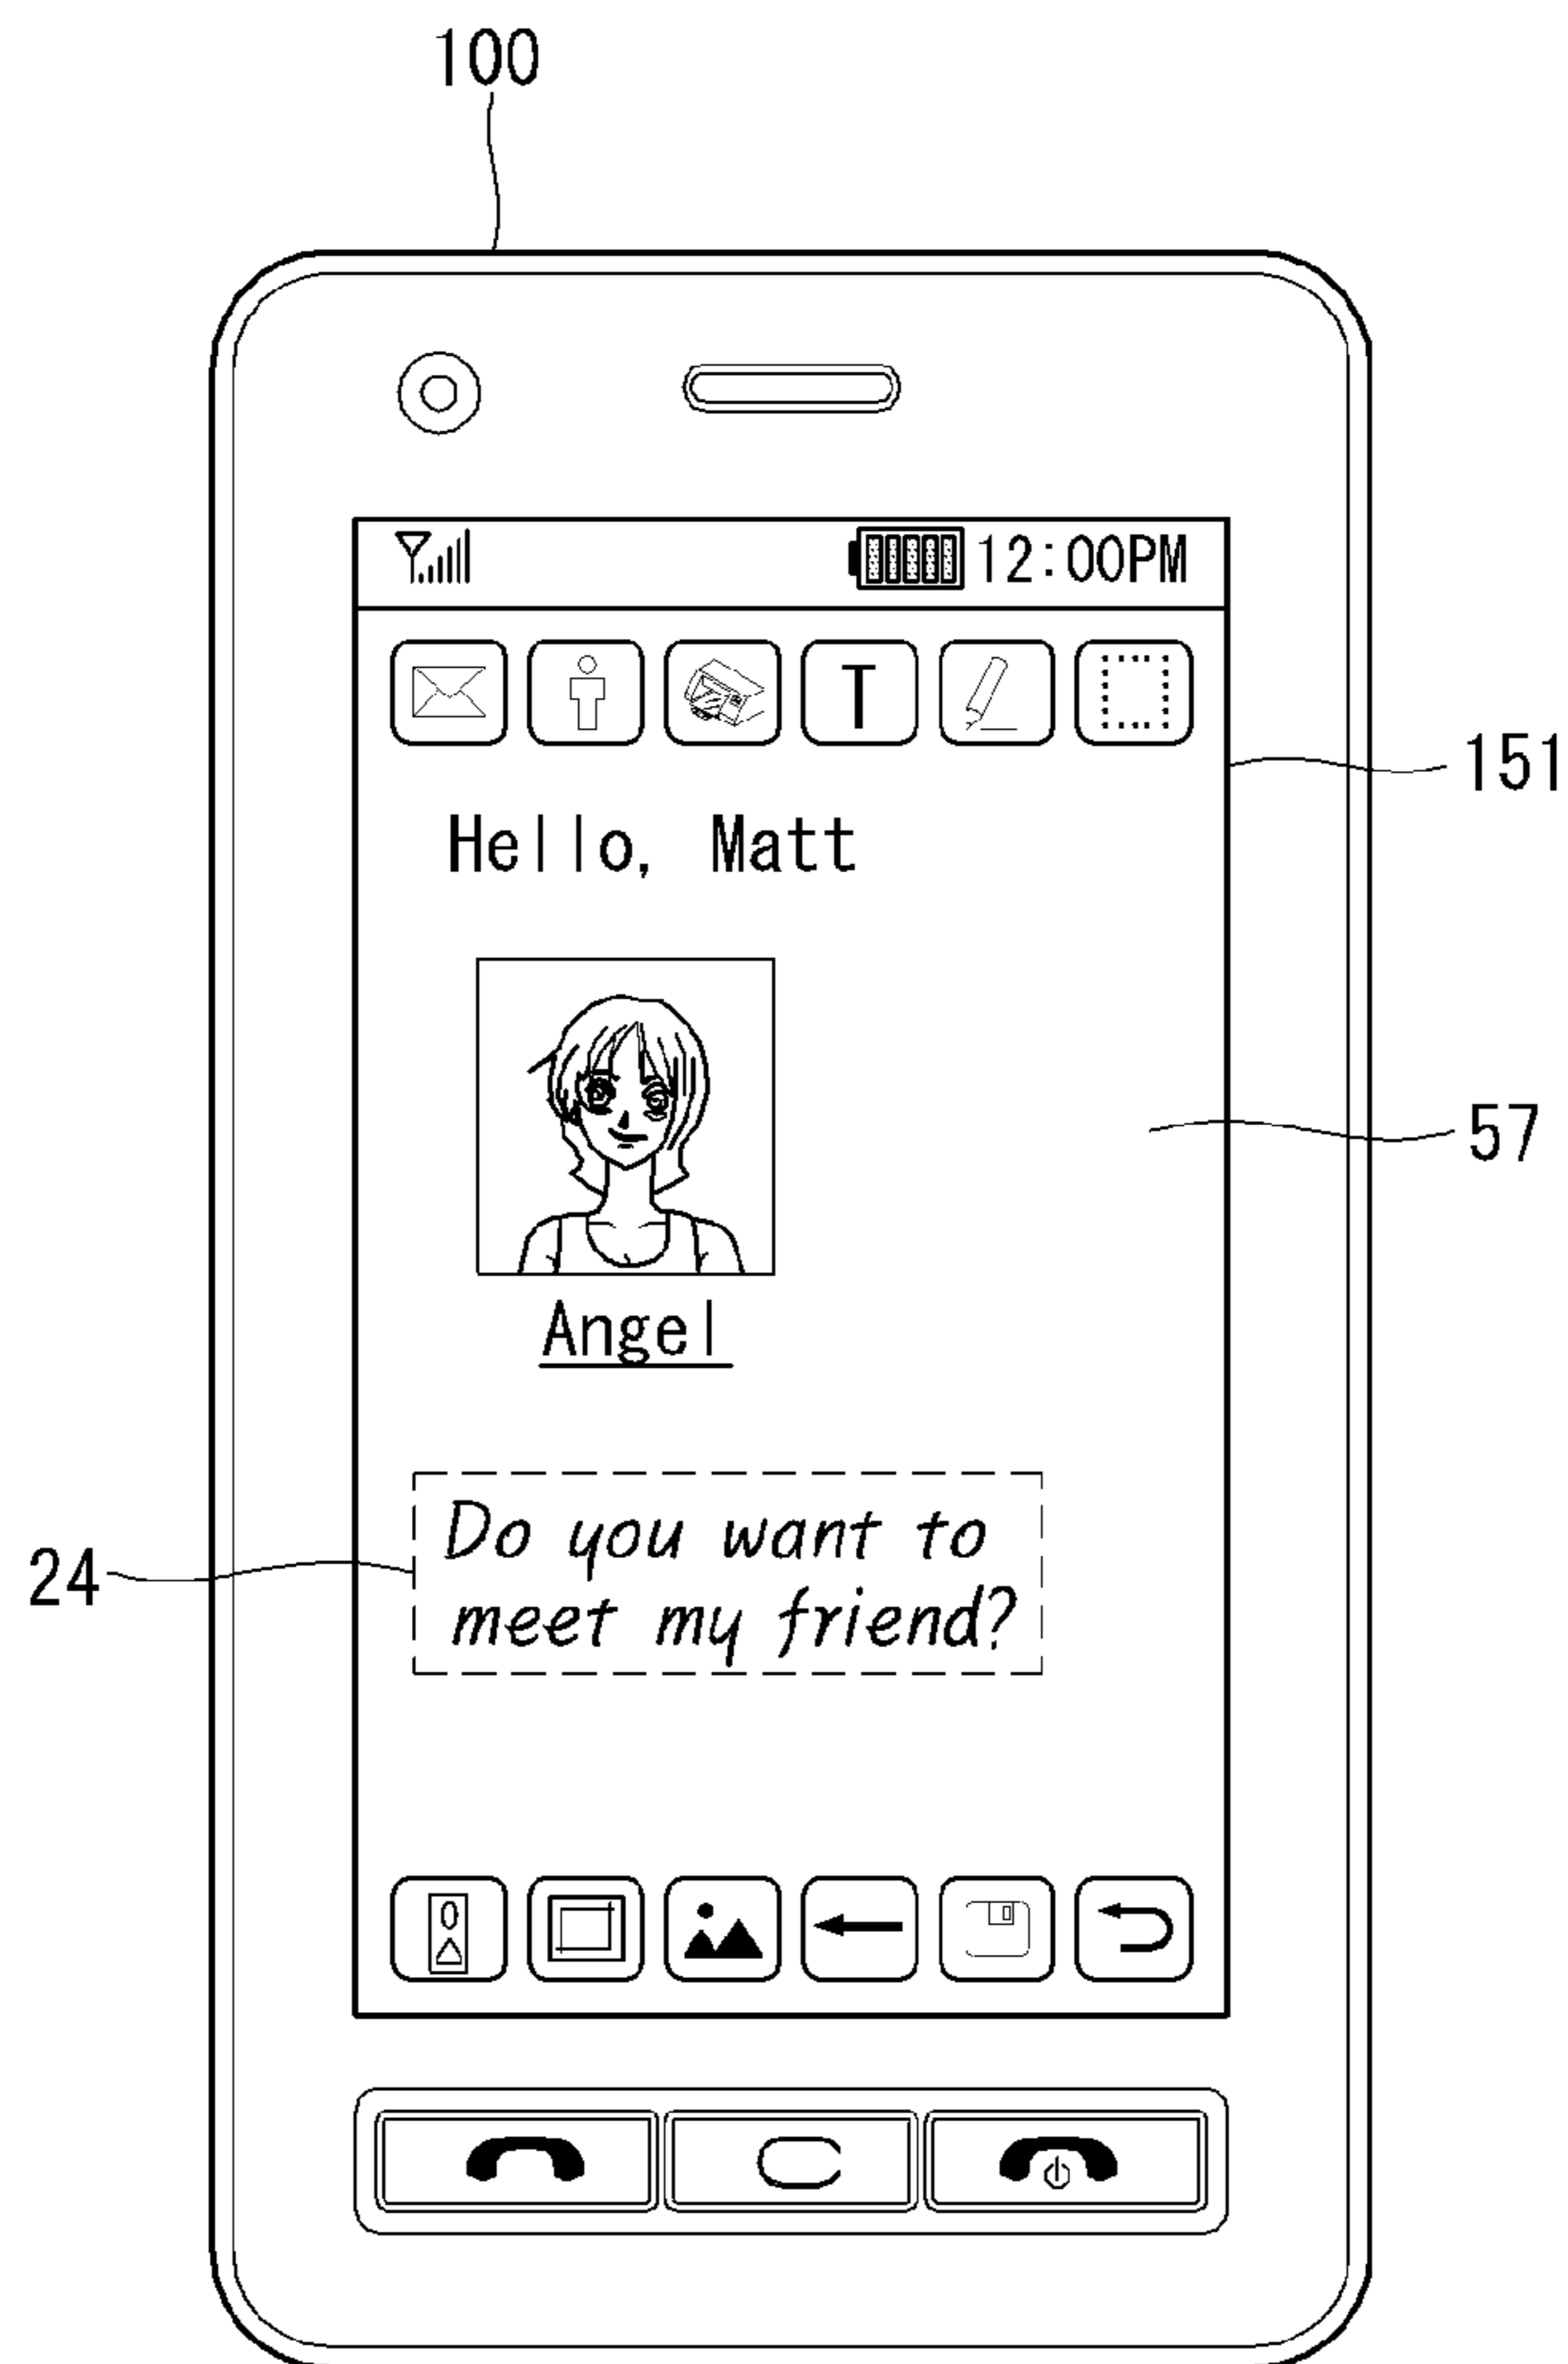 100
12:00PM
T
151
Hello, Matt
57
Angel
24
Do you want to
meet my friend?
C